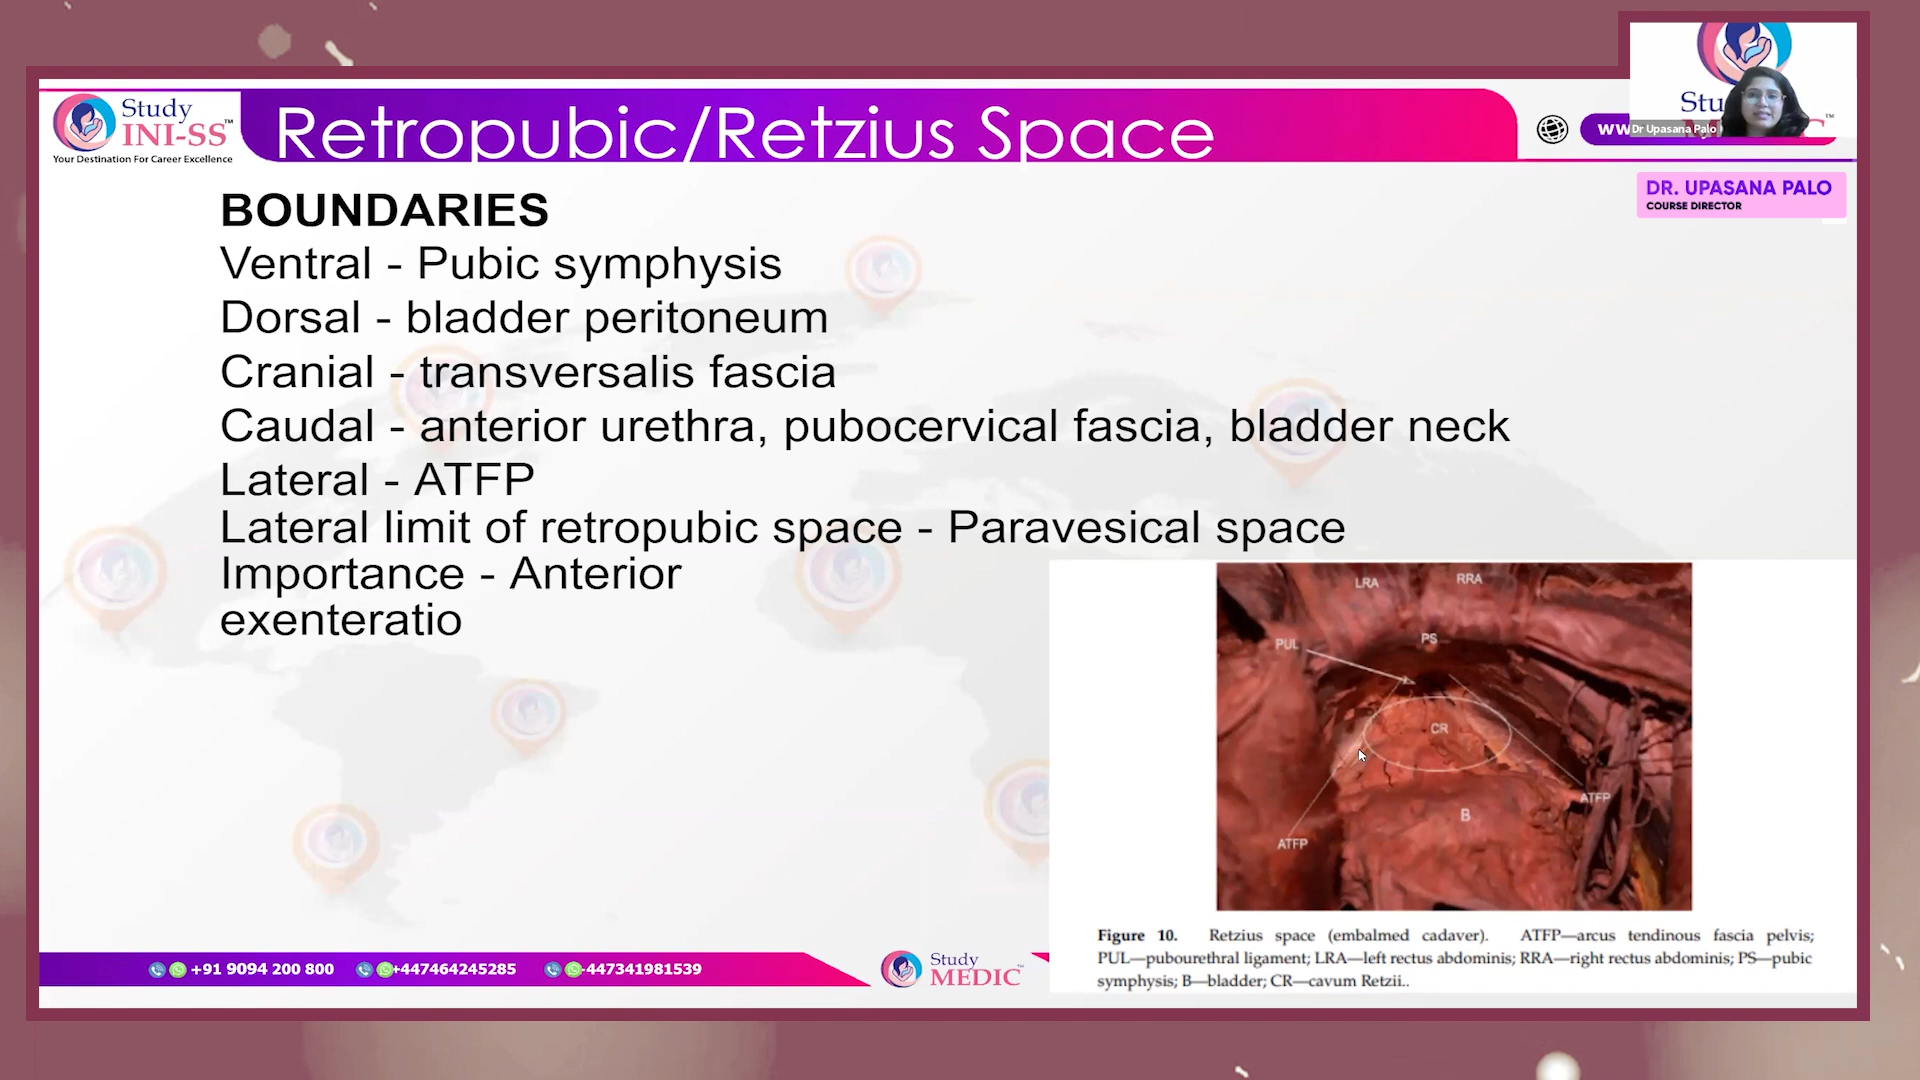 Study
INI-SS™
Your Destination For Career Excellence
Retropubic/Retzius Space
Stu
ww
Dr Upasana Palo
DR. UPASANA PALO
COURSE DIRECTOR
BOUNDARIES
Ventral - Pubic symphysis
Dorsal - bladder peritoneum
Cranial - transversalis fascia
Caudal - anterior urethra, pubocervical fascia, bladder neck
Lateral - ATFP
Lateral limit of retropubic space - Paravesical space
Importance - Anterior
exenteratio
LRA
RRA
PUL
PS
CR
ATFP
B
ATFP
Figure 10. Retzius space (embalmed cadaver). ATFP—arcus tendinous fascia pelvis;
PUL—pubourethral ligament; LRA—left rectus abdominis; RRA—right rectus abdominis; PS—pubic
symphysis; B—bladder; CR—cavum Retzii..
+91 9094 200 800
+447464245285
-447341981539
Study
MEDIC™